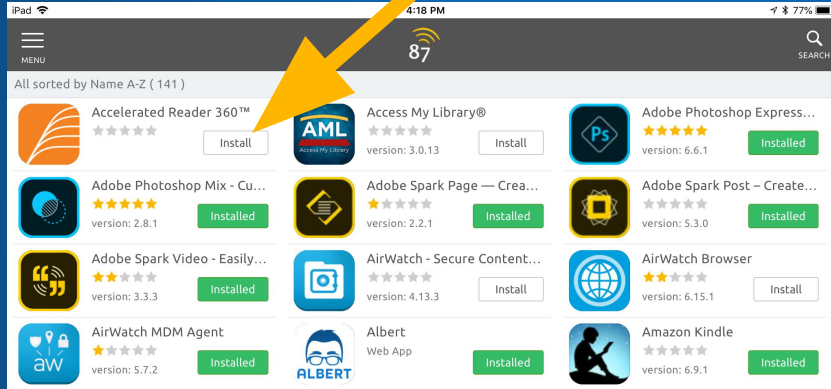 iPad 4:18 PM 77%
MENU 87 SEARCH
All sorted by Name A-Z ( 141 )
Accelerated Reader 360™
Install
AML
Access My Library
Access My Library®
version: 3.0.13 Install
Ps
Adobe Photoshop Express...
version: 6.6.1 Installed
Adobe Photoshop Mix - Cu...
version: 2.8.1 Installed
Adobe Spark Page — Crea...
version: 2.2.1 Installed
Adobe Spark Post – Create...
version: 5.3.0 Installed
Adobe Spark Video - Easily...
version: 3.3.3 Installed
AirWatch - Secure Content...
version: 4.13.3 Install
AirWatch Browser
version: 6.15.1 Install
aw
AirWatch MDM Agent
version: 5.7.2 Installed
ALBERT
Albert
Web App Installed
Amazon Kindle
version: 6.9.1 Installed